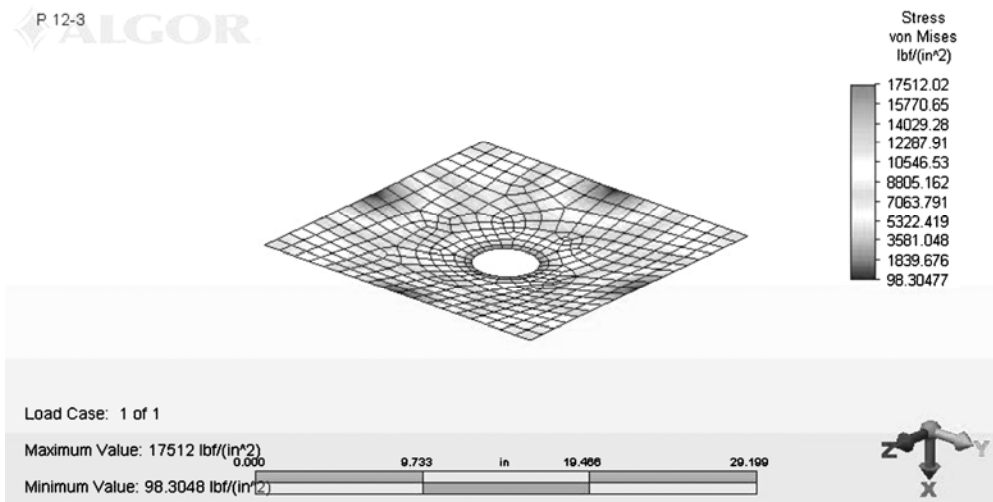 P 12-3
ALGOR
Stress
von Mises
lbf/(in^2)
17512.02
15770.65
14029.28
12287.91
10546.53
8805.162
7063.791
5322.419
3581.048
1839.676
98.30477
Load Case: 1 of 1
Maximum Value: 17512 lbf/(in^2)
0.000 9.733 in 19.466 29.199
Minimum Value: 98.3048 lbf/(in^2)
Z Y
X